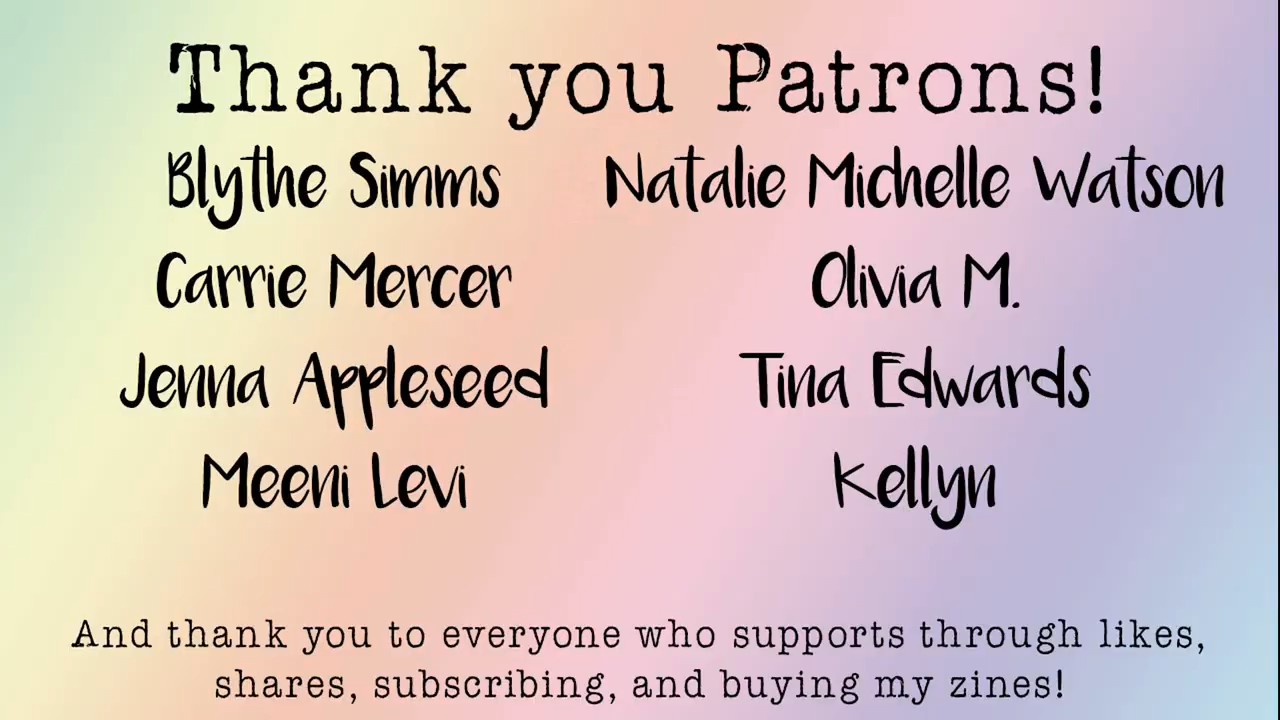 Thank you Patrons!
Blythe Simms
Carrie Mercer
Jenna Appleseed
Meeni Levi
Natalie Michelle Watson
Olivia M.
Tina Edwards
Kellyn
And thank you to everyone who supports through likes,
shares, subscribing, and buying my zines!